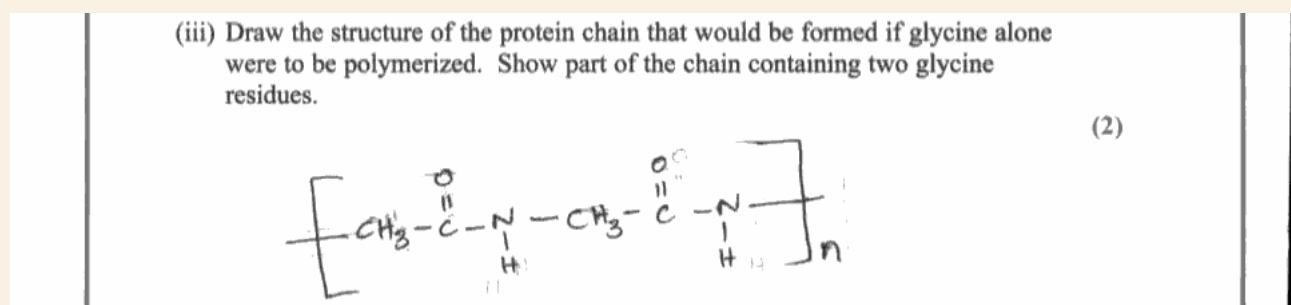 (iii) Draw the structure of the protein chain that would be formed if glycine alone
were to be polymerized. Show part of the chain containing two glycine
residues.
(2)
O O
|| ||
CH3-C-N-CH3-C-N
| |
H H n